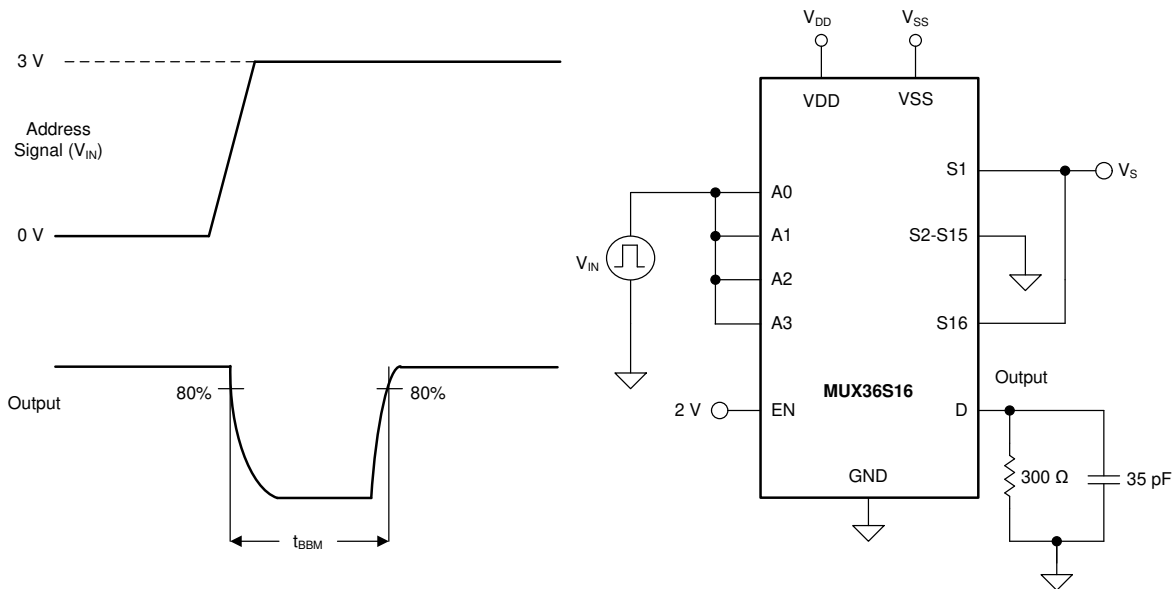 3 V
Address
Signal (VIN)
0 V
Output
80%
80%
tBBM
VDD
VSS
VDD
VSS
VIN
A0
A1
A2
A3
2 V
EN
MUX36S16
GND
S1
VS
S2-S15
S16
Output
D
300 Ω
35 pF